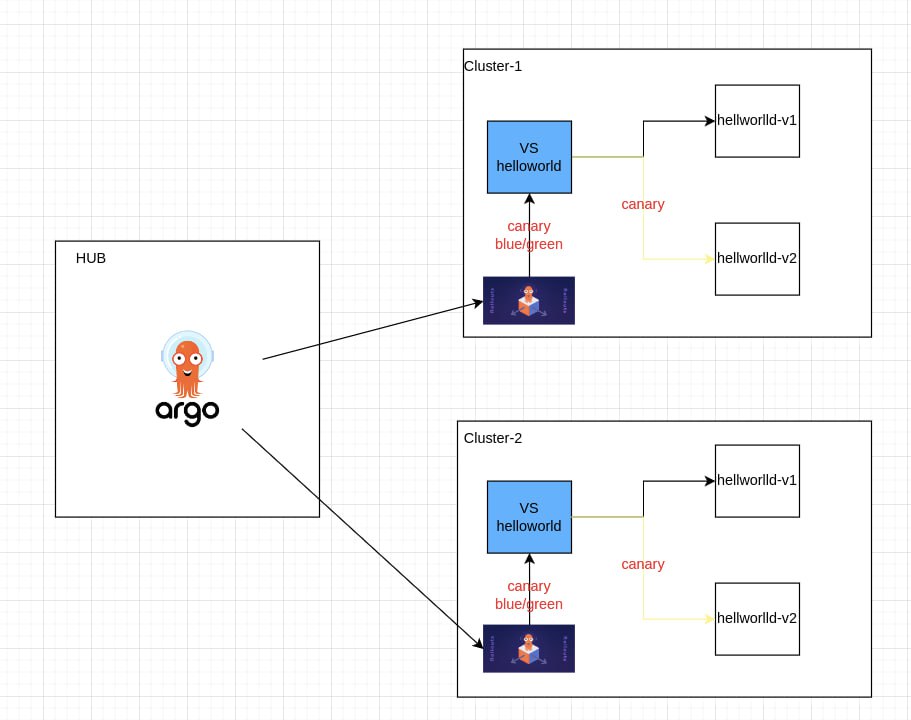 Cluster-1
hellworlld-v1
VS
helloworld
canary
canary
blue/green
hellworlld-v2
HUB
argo
Cluster-2
hellworlld-v1
VS
helloworld
canary
canary
blue/green
hellworlld-v2